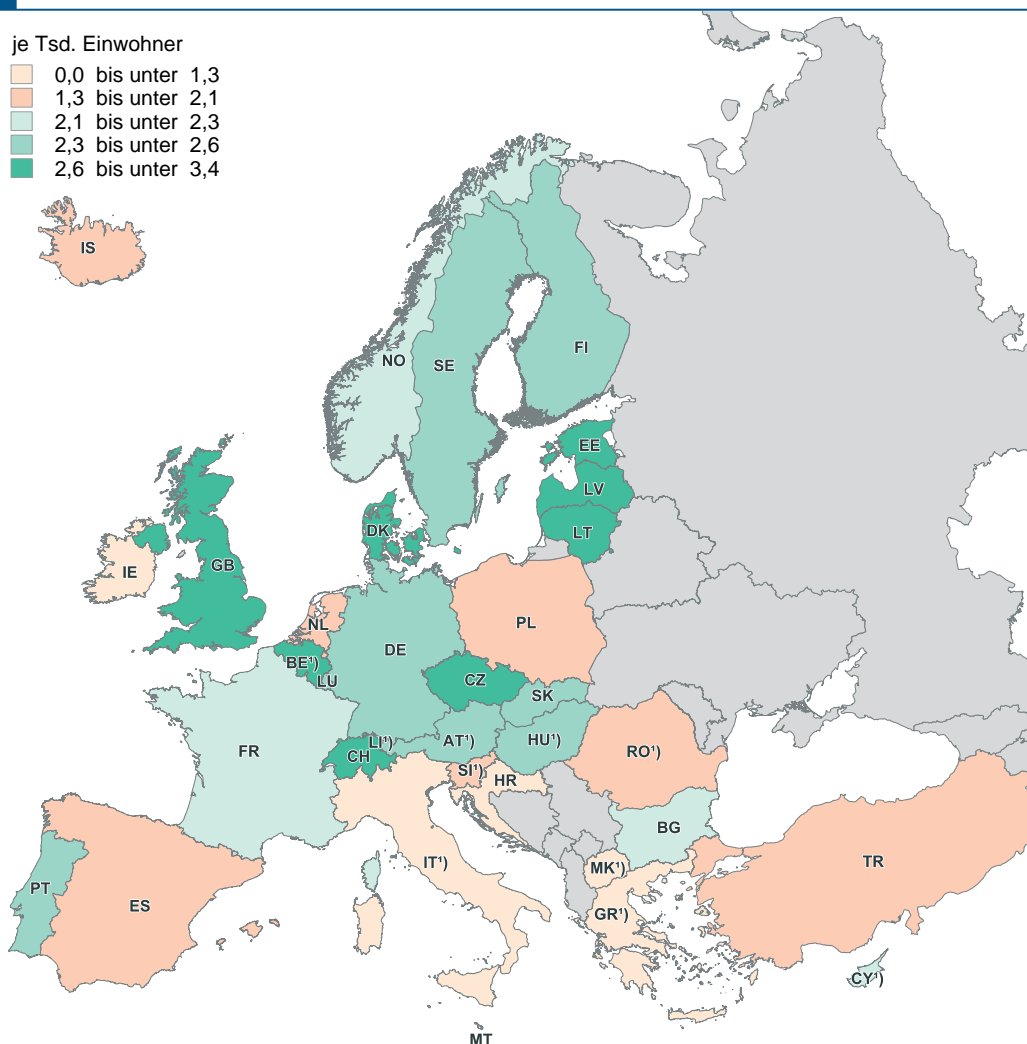 je Tsd. Einwohner
0,0 bis unter 1,3
1,3 bis unter 2,1
2,1 bis unter 2,3
2,3 bis unter 2,6
2,6 bis unter 3,4
IS
NO
SE
FI
EE
LV
LT
DK
GB
IE
NL
PL
DE
BE¹)
LU
CZ
SK
FR
LI¹)
CH
AT¹)
HU¹)
RO¹)
SI¹)
HR
BG
IT¹)
MK¹)
TR
PT
ES
GR¹)
CY¹)
MT